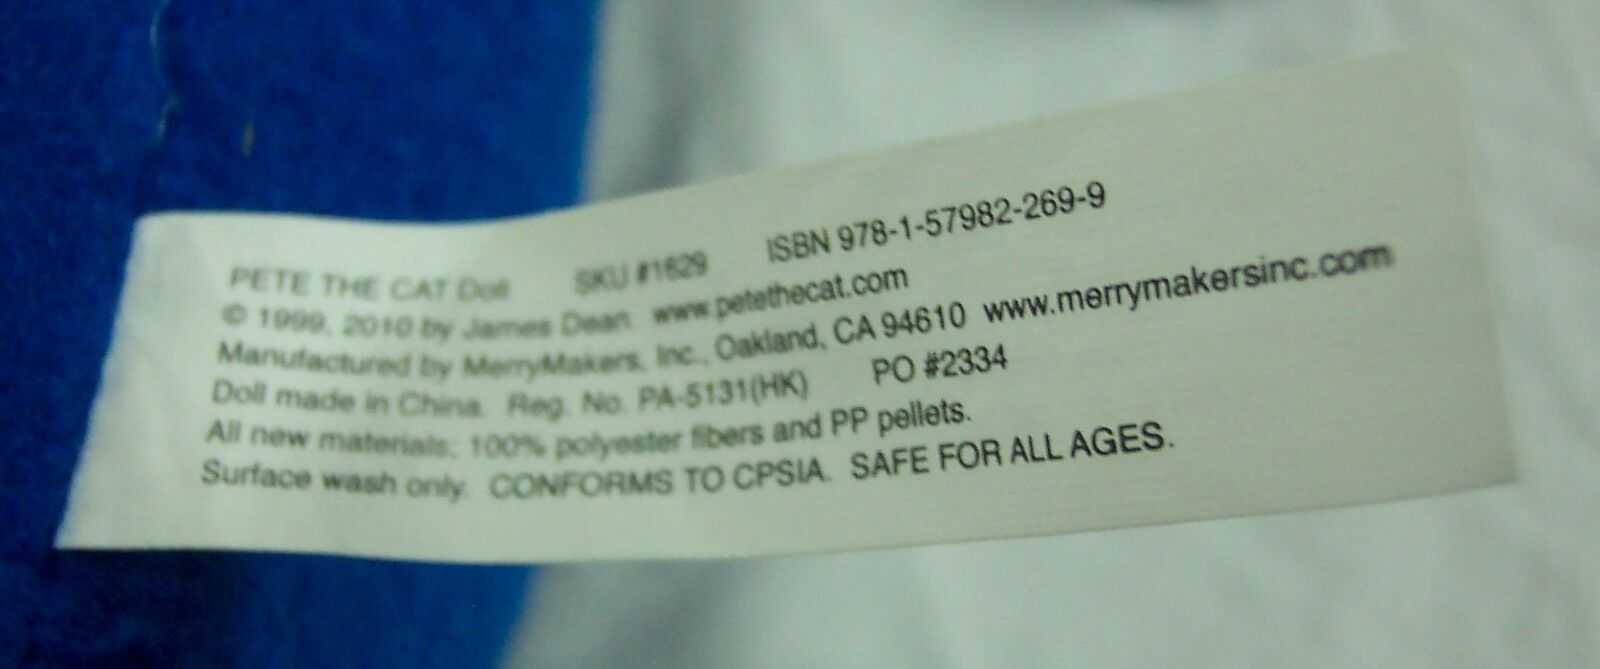 PETE THE CAT Doll SKU #1629 ISBN 978-1-57982-269-9
© 1999, 2010 by James Dean. www.petethecat.com
Manufactured by MerryMakers, Inc., Oakland, CA 94610 www.merrymakersinc.com
Doll made in China. Reg. No. PA-5131(HK) PO #2334
All new materials; 100% polyester fibers and PP pellets.
Surface wash only. CONFORMS TO CPSIA. SAFE FOR ALL AGES.